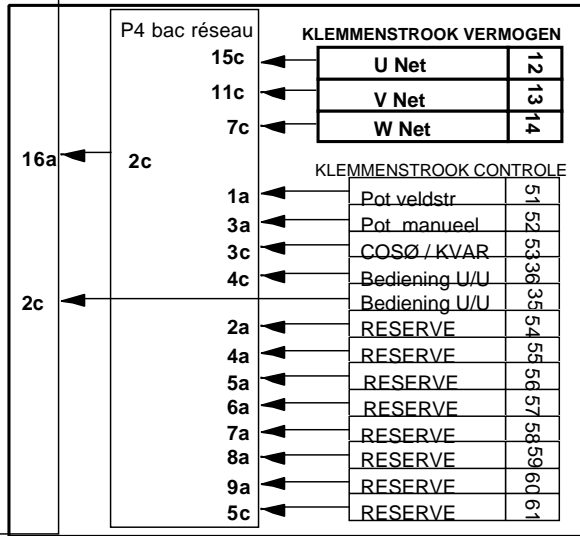 P4 bac réseau
KLEMMENSTROOK VERMOGEN
15c U Net 12
11c V Net 13
7c W Net 14
16a 2c
KLEMMENSTROOK CONTROLE
1a Pot veldstr 51
3a Pot manueel 52
3c COSØ / KVAR 53
4c Bediening U/U 36
2c Bediening U/U 35
2a RESERVE 54
4a RESERVE 55
5a RESERVE 56
6a RESERVE 57
7a RESERVE 58
8a RESERVE 59
9a RESERVE 60
5c RESERVE 61